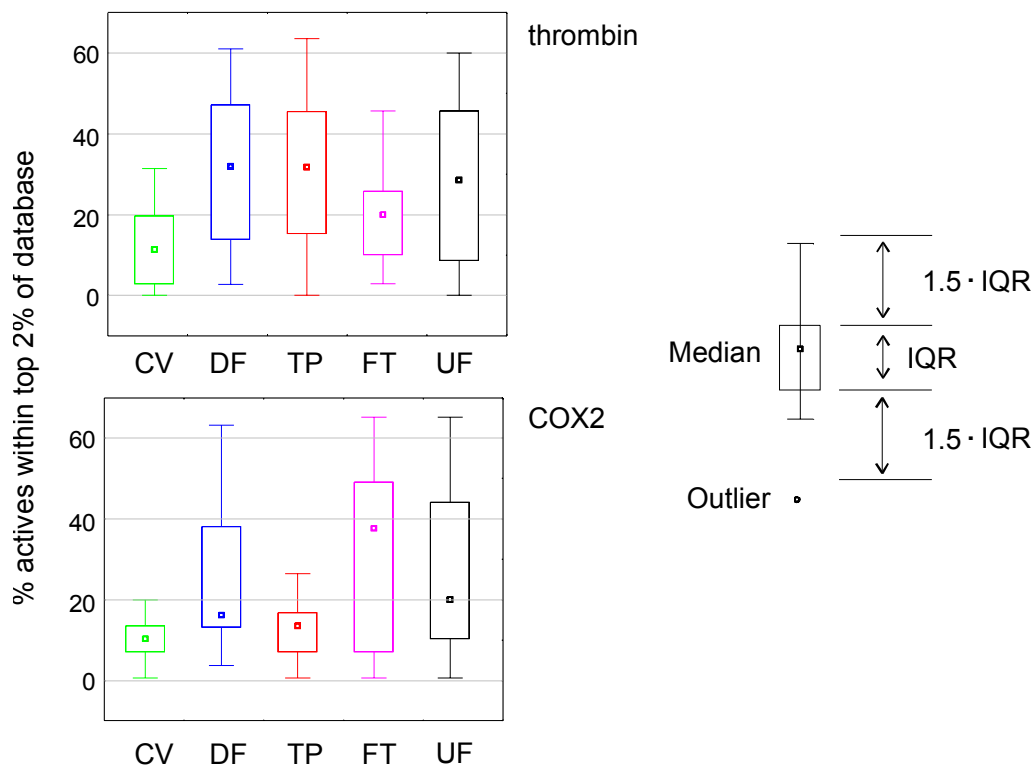 % actives within top 2% of database
thrombin
60
40
20
0
CV DF TP FT UF
COX2
60
40
20
0
CV DF TP FT UF
1.5 · IQR
Median
IQR
1.5 · IQR
Outlier